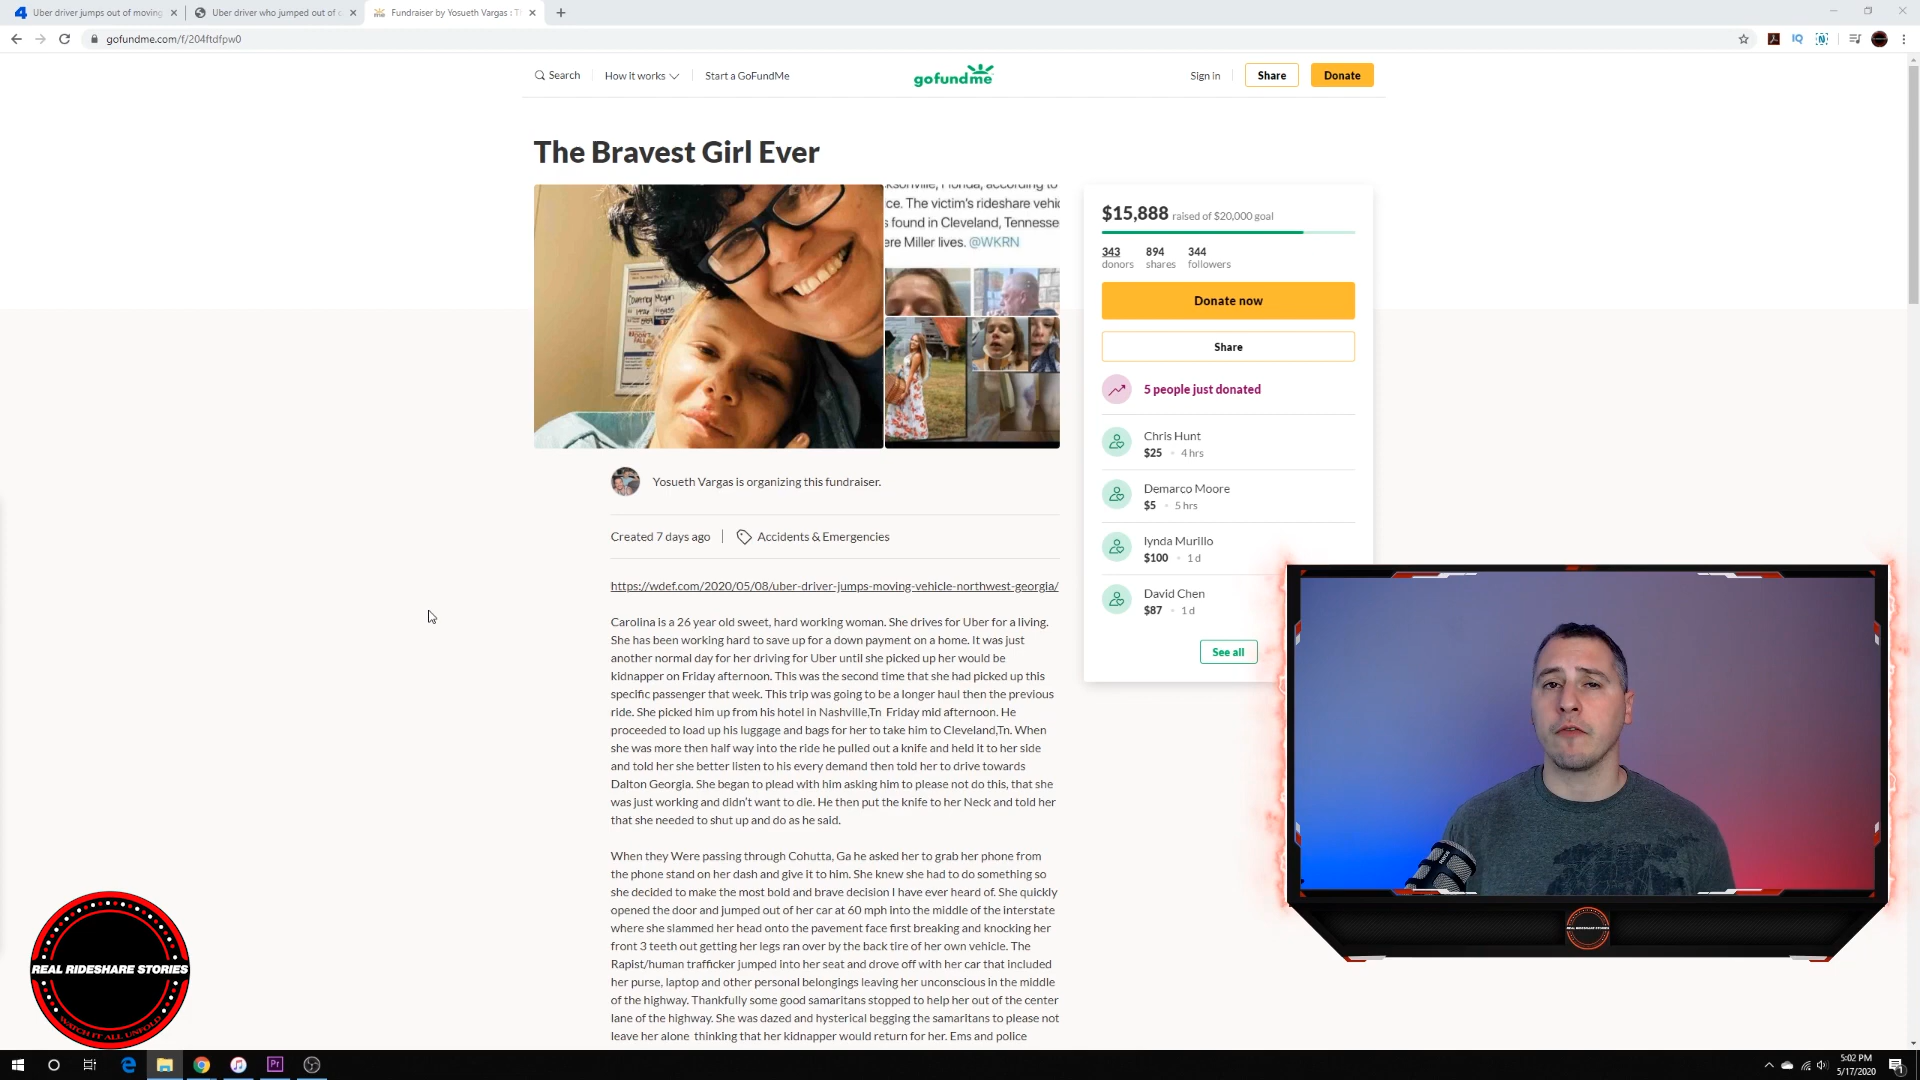 Uber driver jumps out of moving
Uber driver who jumped out of c
Fundraiser by Yosueth Vargas : Th
gofundme.com/f/204ftdfpw0
Search
How it works
Start a GoFundMe
gofundme
Sign in
Share
Donate
The Bravest Girl Ever
ksonville, Florida, according to
ce. The victim's rideshare vehic
s found in Cleveland, Tennessee
ere Miller lives. @WKRN
$15,888 raised of $20,000 goal
343 donors
894 shares
344 followers
Donate now
Share
5 people just donated
Chris Hunt
$25 • 4 hrs
Demarco Moore
$5 • 5 hrs
lynda Murillo
$100 • 1 d
David Chen
$87 • 1 d
See all
Yosueth Vargas is organizing this fundraiser.
Created 7 days ago
Accidents & Emergencies
https://wdef.com/2020/05/08/uber-driver-jumps-moving-vehicle-northwest-georgia/
Carolina is a 26 year old sweet, hard working woman. She drives for Uber for a living.
She has been working hard to save up for a down payment on a home. It was just
another normal day for her driving for Uber until she picked up her would be
kidnapper on Friday afternoon. This was the second time that she had picked up this
specific passenger that week. This trip was going to be a longer haul then the previous
ride. She picked him up from his hotel in Nashville,Tn Friday mid afternoon. He
proceeded to load up his luggage and bags for her to take him to Cleveland,Tn. When
she was more then half way into the ride he pulled out a knife and held it to her side
and told her she better listen to his every demand then told her to drive towards
Dalton Georgia. She began to plead with him asking him to please not do this, that she
was just working and didn't want to die. He then put the knife to her Neck and told her
that she needed to shut up and do as he said.
When they Were passing through Cohutta, Ga he asked her to grab her phone from
the phone stand on her dash and give it to him. She knew she had to do something so
she decided to make the most bold and brave decision I have ever heard of. She quickly
opened the door and jumped out of her car at 60 mph into the middle of the interstate
where she slammed her head onto the pavement face first breaking and knocking her
front 3 teeth out getting her legs ran over by the back tire of her own vehicle. The
Rapist/human trafficker jumped into her seat and drove off with her car that included
her purse, laptop and other personal belongings leaving her unconscious in the middle
of the highway. Thankfully some good samaritans stopped to help her out of the center
lane of the highway. She was dazed and hysterical begging the samaritans to please not
leave her alone thinking that her kidnapper would return for her. Ems and police
REAL RIDESHARE STORIES
WATCH IT ALL UNFOLD
5:02 PM
5/17/2020